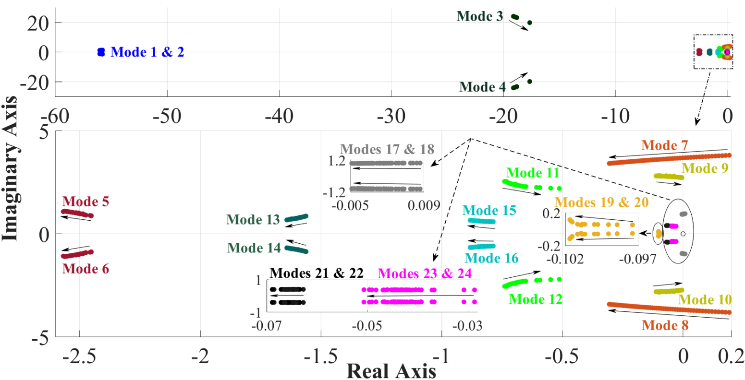 20
Mode 3
0
Mode 1 & 2
-20
Mode 4
-60 -50 -40 -30 -20 -10 0
Imaginary Axis
5
Modes 17 & 18
1.2
-1.2
-0.005 0.009
Mode 7
Mode 9
Mode 11
Mode 5
Mode 13
Mode 15
Modes 19 & 20
0.2
-0.2
-0.102 -0.097
0
Mode 14
Mode 16
Mode 6
Modes 21 & 22 Modes 23 & 24
1
-1
-0.07 -0.05 -0.03
Mode 12
Mode 10
Mode 8
-5
-2.5 -2 -1.5 -1 -0.5 0 0.2
Real Axis